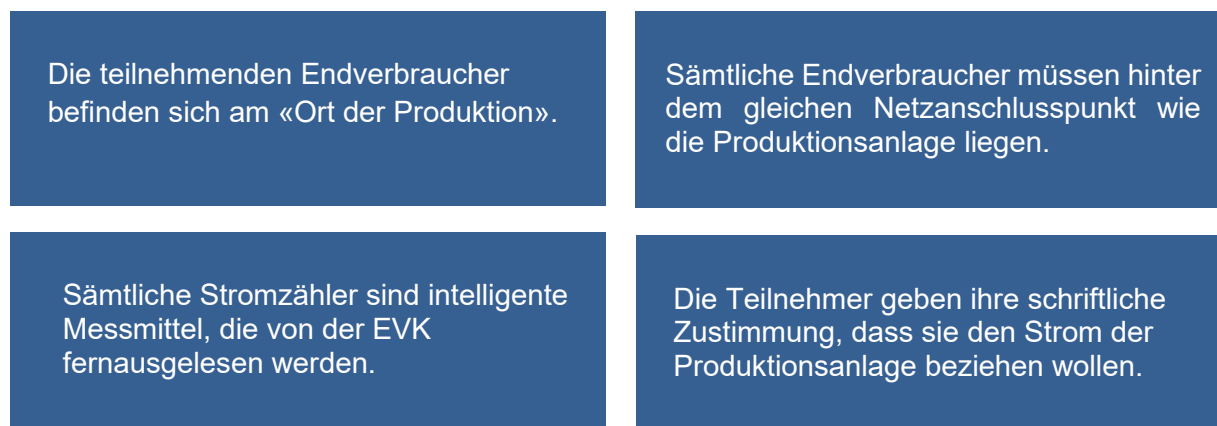 Die teilnehmenden Endverbraucher
befinden sich am «Ort der Produktion».
Sämtliche Endverbraucher müssen hinter
dem gleichen Netzanschlusspunkt wie
die Produktionsanlage liegen.
Sämtliche Stromzähler sind intelligente
Messmittel, die von der EVK
fernausgelesen werden.
Die Teilnehmer geben ihre schriftliche
Zustimmung, dass sie den Strom der
Produktionsanlage beziehen wollen.